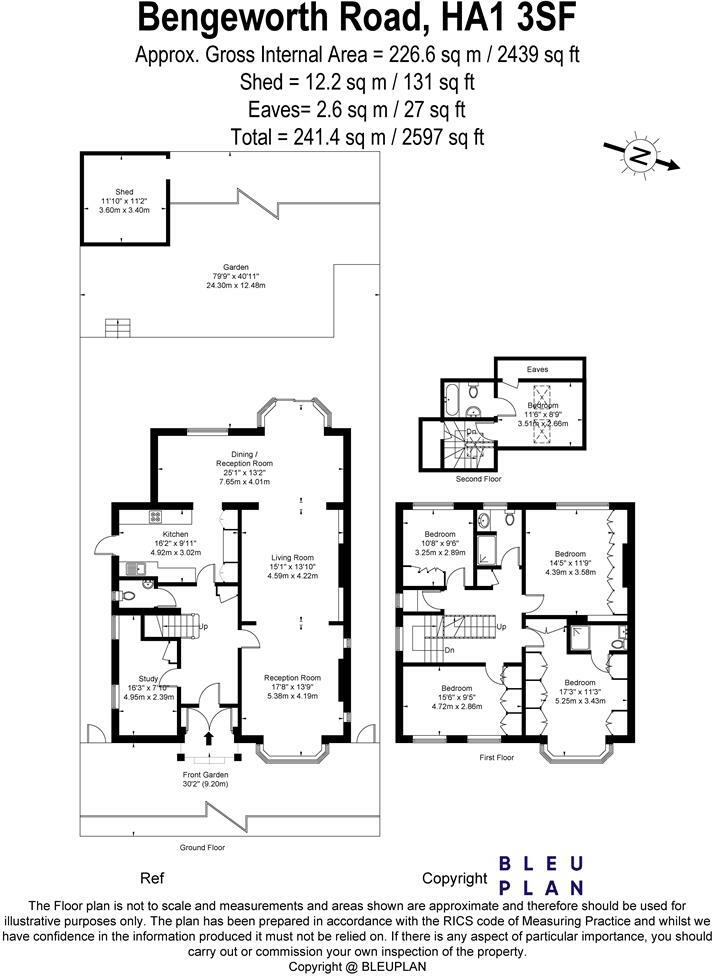 Bengeworth Road, HA1 3SF
Approx. Gross Internal Area = 226.6 sq m / 2439 sq ft
Shed = 12.2 sq m / 131 sq ft
Eaves= 2.6 sq m / 27 sq ft
Total = 241.4 sq m / 2597 sq ft
N
Shed
11'10" x 11'2"
3.60m x 3.40m
Garden
79'9" x 40'11"
24.30m x 12.48m
Eaves
Bedroom
11'6" x 8'9"
3.51m x 2.66m
Dn
Second Floor
Dining /
Reception Room
25'1" x 13'2"
7.65m x 4.01m
Kitchen
16'2" x 9'11"
4.92m x 3.02m
Living Room
15'1" x 13'10"
4.59m x 4.22m
Up
Study
16'3" x 7'10"
4.95m x 2.39m
Reception Room
17'8" x 13'9"
5.38m x 4.19m
Front Garden
30'2" (9.20m)
Ground Floor
Bedroom
10'8" x 9'6"
3.25m x 2.89m
Bedroom
14'5" x 11'9"
4.39m x 3.58m
Up
Dn
Bedroom
15'6" x 9'5"
4.72m x 2.86m
Bedroom
17'3" x 11'3"
5.25m x 3.43m
First Floor
Ref
Copyright
BLEU
PLAN
The Floor plan is not to scale and measurements and areas shown are approximate and therefore should be used for
illustrative purposes only. The plan has been prepared in accordance with the RICS code of Measuring Practice and whilst we
have confidence in the information produced it must not be relied on. If there is any aspect of particular importance, you should
carry out or commission your own inspection of the property.
Copyright @ BLEUPLAN